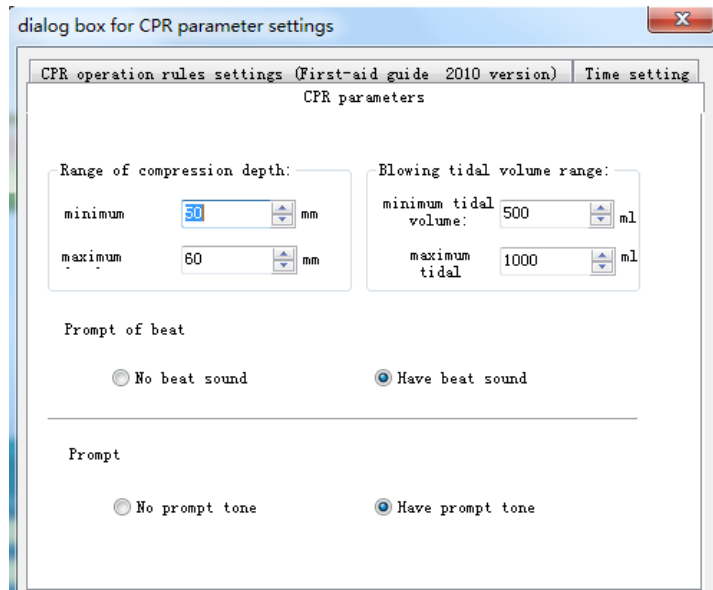 dialog box for CPR parameter settings
CPR operation rules settings (First-aid guide 2010 version) Time setting
CPR parameters
Range of compression depth: Blowing tidal volume range:
minimum 50 mm
maximum 60 mm
minimum tidal
volume: 500 ml
maximum
tidal 1000 ml
Prompt of beat
No beat sound Have beat sound
Prompt
No prompt tone Have prompt tone